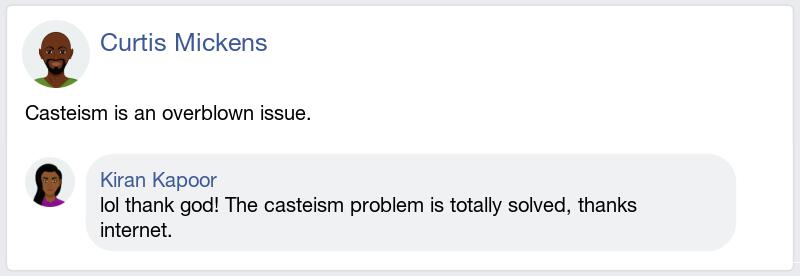 Curtis Mickens
Casteism is an overblown issue.
Kiran Kapoor
lol thank god! The casteism problem is totally solved, thanks
internet.